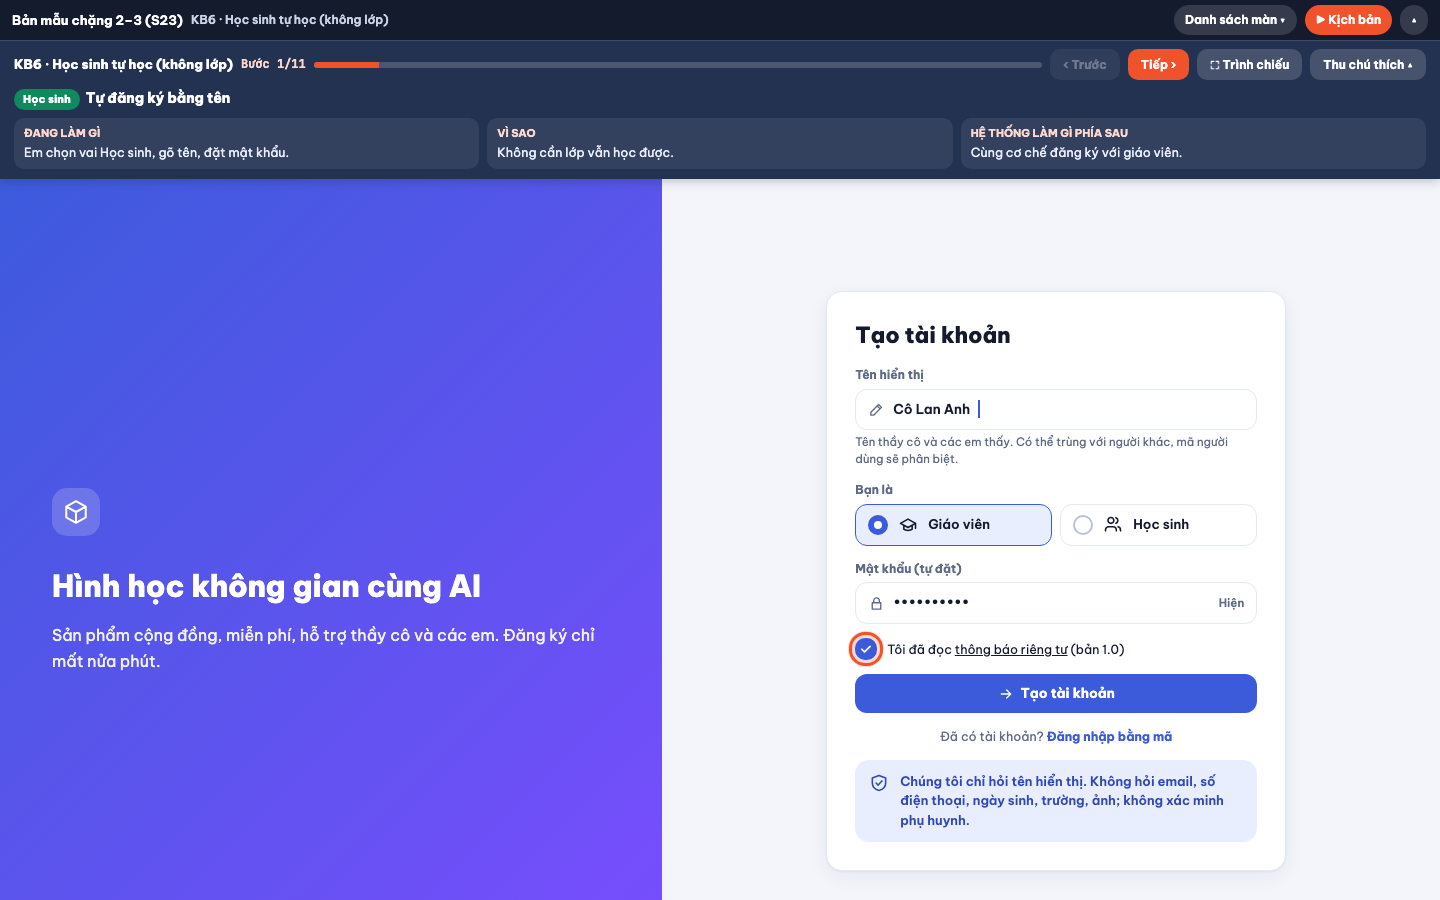 Bản mẫu chặng 2–3 (S23) KB6 · Học sinh tự học (không lớp) Danh sách màn ▾ ▶ Kịch bản ▴
KB6 · Học sinh tự học (không lớp) Bước 1/11 ‹ Trước Tiếp › ⛶ Trình chiếu Thu chú thích ▴
Học sinh Tự đăng ký bằng tên
ĐANG LÀM GÌ
Em chọn vai Học sinh, gõ tên, đặt mật khẩu.
VÌ SAO
Không cần lớp vẫn học được.
HỆ THỐNG LÀM GÌ PHÍA SAU
Cùng cơ chế đăng ký với giáo viên.
Hình học không gian cùng AI
Sản phẩm cộng đồng, miễn phí, hỗ trợ thầy cô và các em. Đăng ký chỉ
mất nửa phút.
Tạo tài khoản
Tên hiển thị
Cô Lan Anh
Tên thầy cô và các em thấy. Có thể trùng với người khác, mã người
dùng sẽ phân biệt.
Bạn là
Giáo viên Học sinh
Mật khẩu (tự đặt)
•••••••••• Hiện
Tôi đã đọc thông báo riêng tư (bản 1.0)
→ Tạo tài khoản
Đã có tài khoản? Đăng nhập bằng mã
Chúng tôi chỉ hỏi tên hiển thị. Không hỏi email, số
điện thoại, ngày sinh, trường, ảnh; không xác minh
phụ huynh.